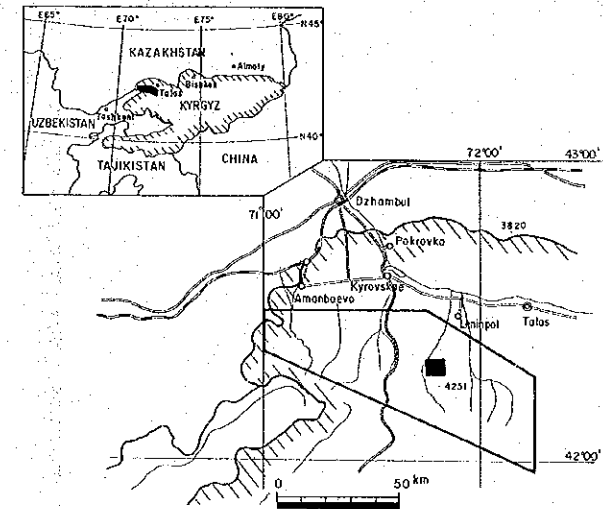 E65° E70° E75° E80° N45°
KAZAKHSTAN
Almaty
Bishkek
Talas
KYRGYZ
Tashkent
UZBEKISTAN
N40°
TAJIKISTAN
CHINA
72°00' 43°00'
71°00'
Dzhambul
3820
Pokrovka
Kyrovskoe
Amanbaevo
Leninpol
Talas
4251
42°00'
0 50 km